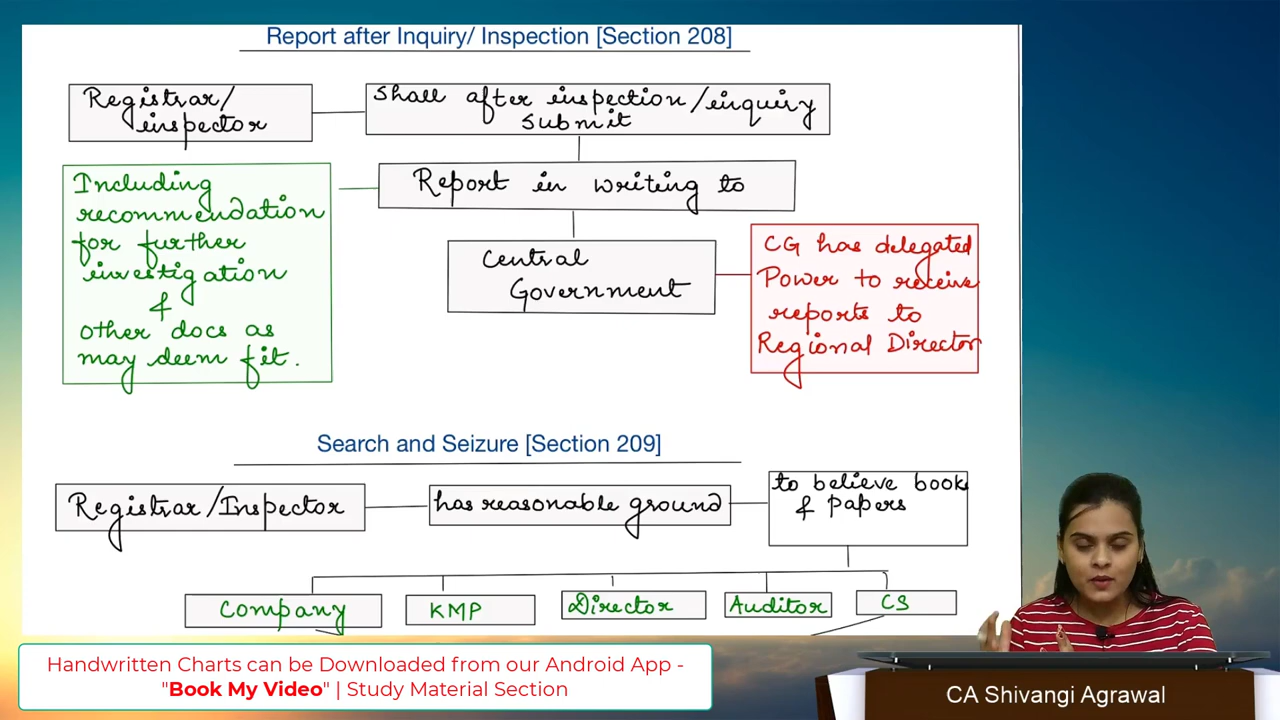 Report after Inquiry/ Inspection [Section 208]
Registrar/
inspector
Shall after inspection/inquiry
submit
Including
recommendation
for further
investigation
&
other docs as
may deem fit.
Report in writing to
Central
Government
CG has delegated
Power to receive
reports to
Regional Director
Search and Seizure [Section 209]
Registrar/Inspector
has reasonable ground
to believe books
& papers
Company
KMP
Director
Auditor
CS
Handwritten Charts can be Downloaded from our Android App -
"Book My Video" | Study Material Section
CA Shivangi Agrawal